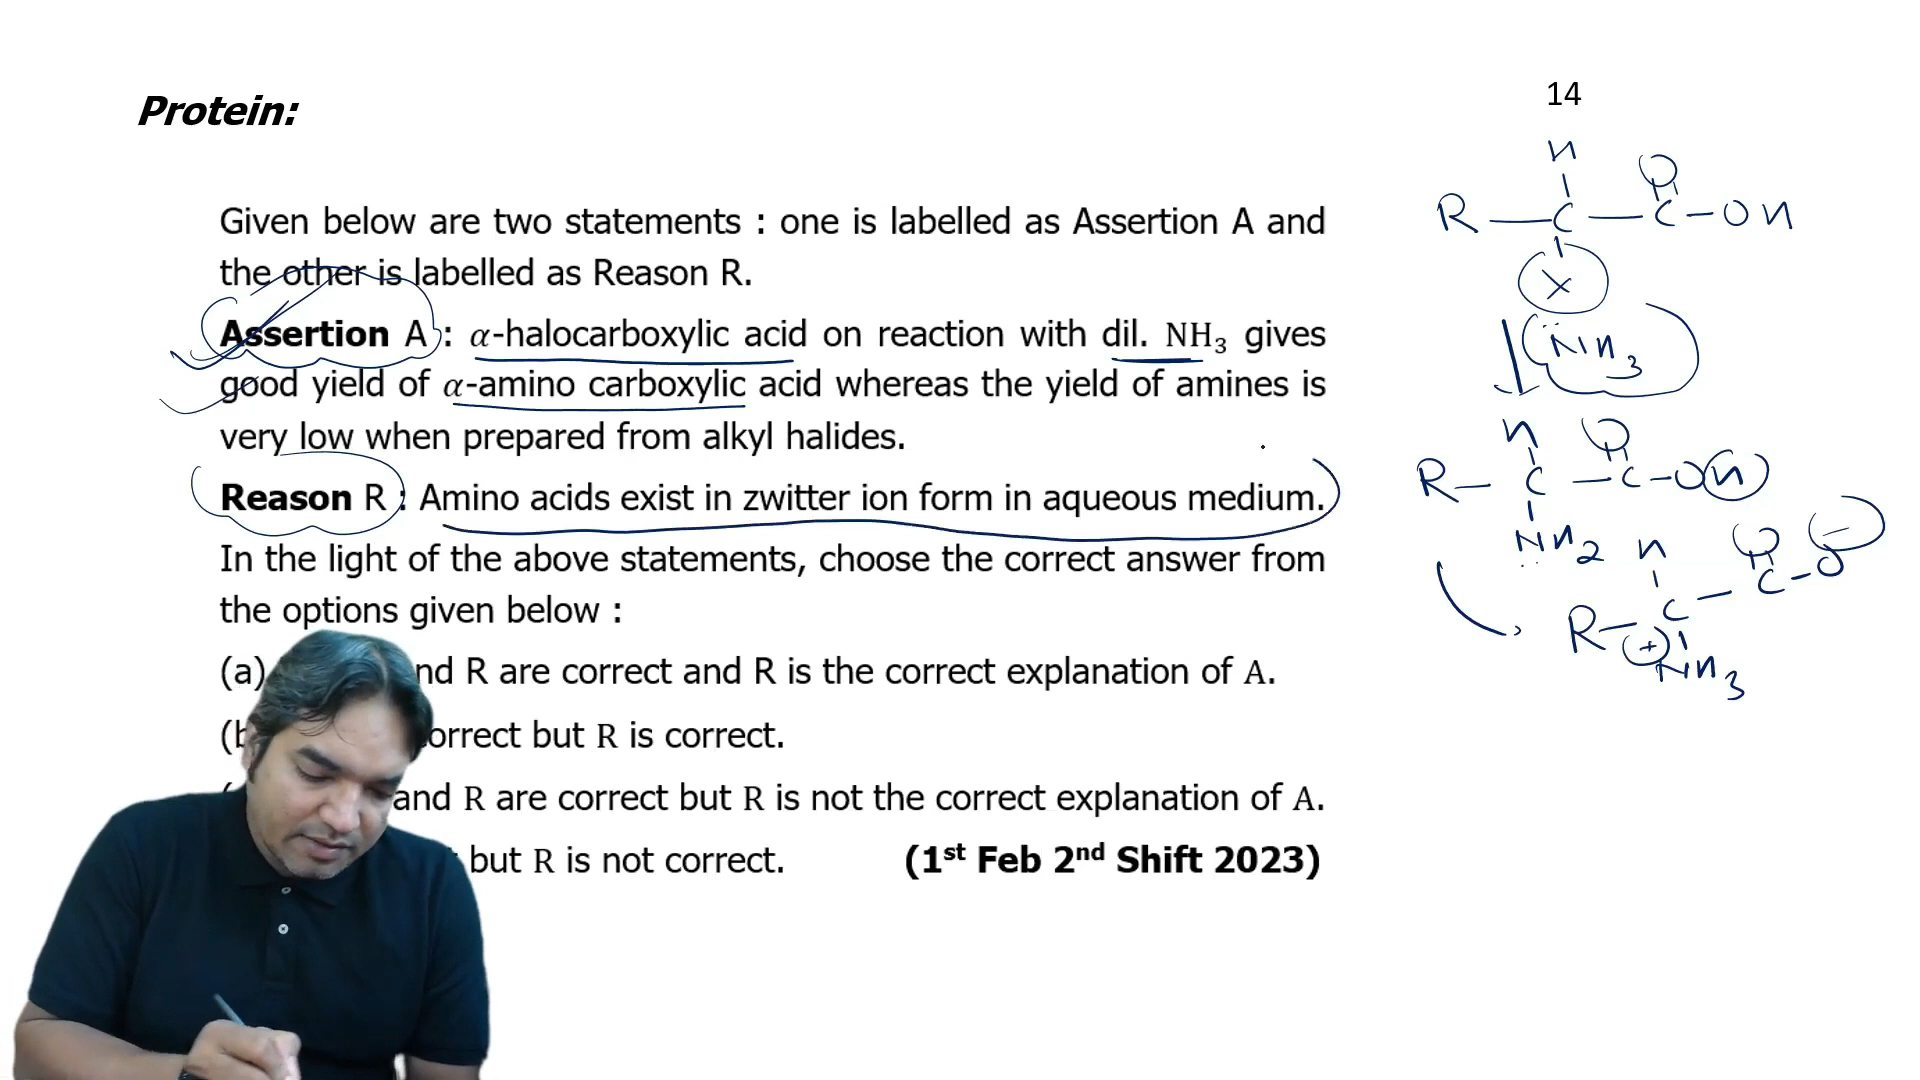 Protein:
14
Given below are two statements : one is labelled as Assertion A and
the other is labelled as Reason R.
Assertion A : α-halocarboxylic acid on reaction with dil. NH₃ gives
good yield of α-amino carboxylic acid whereas the yield of amines is
very low when prepared from alkyl halides.
Reason R : Amino acids exist in zwitter ion form in aqueous medium.
In the light of the above statements, choose the correct answer from
the options given below :
(a) nd R are correct and R is the correct explanation of A.
(b orrect but R is correct.
and R are correct but R is not the correct explanation of A.
but R is not correct. (1st Feb 2nd Shift 2023)
H O
R — C — C — OH
X
NH₃
H O
R — C — C — OH
NH₂
H O −
R — C — C — O
+ NH₃